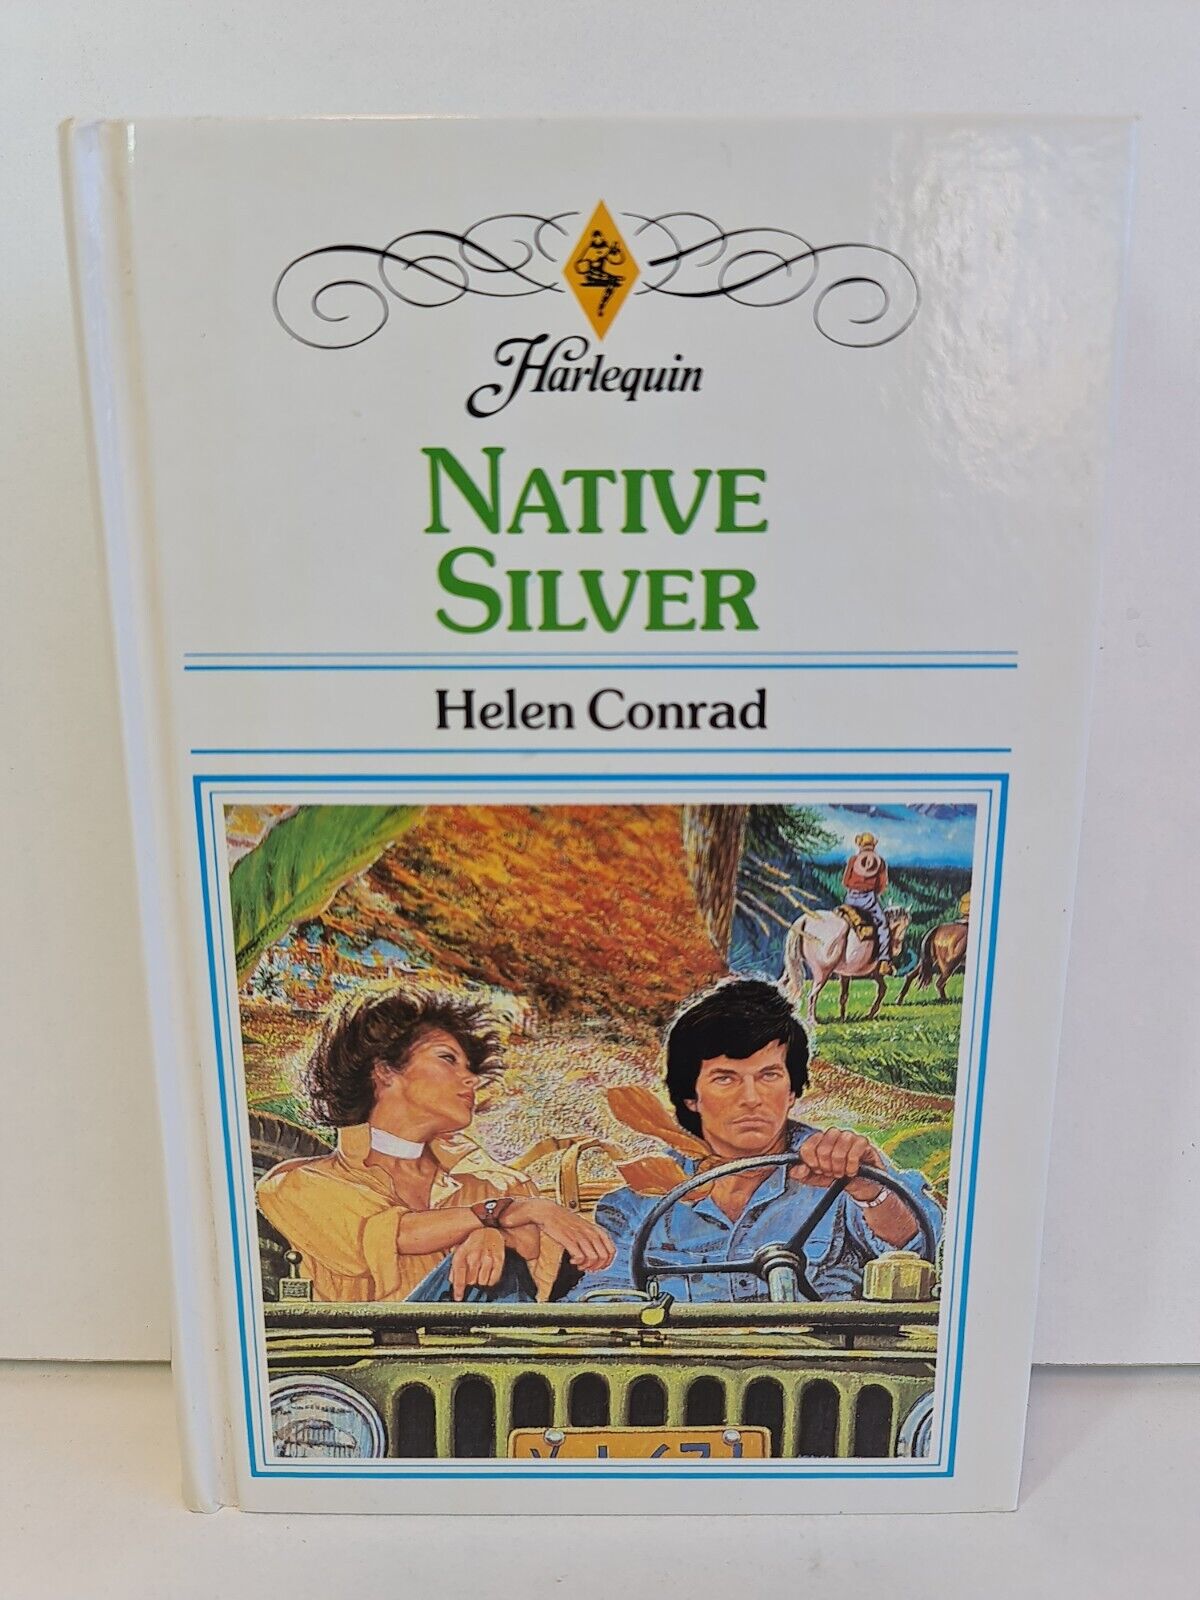 Harlequin
NATIVE
SILVER
Helen Conrad